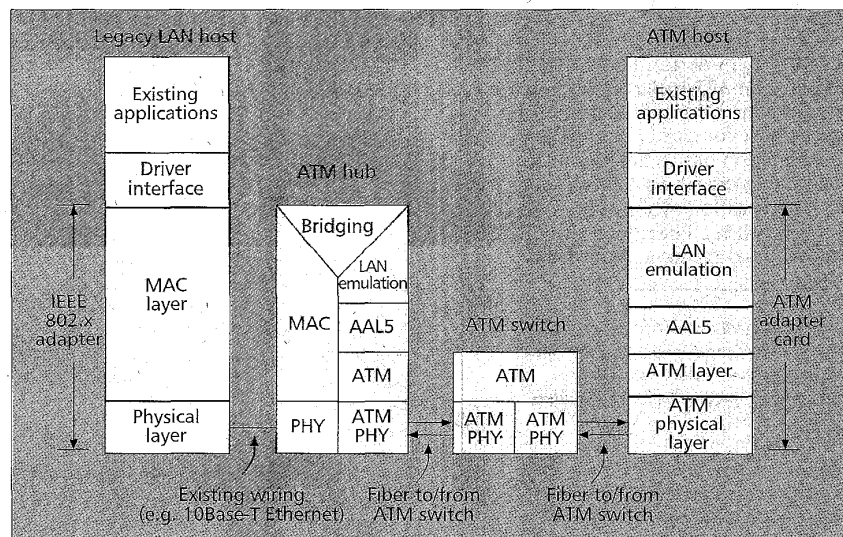 Legacy LAN host
Existing
applications
Driver
interface
MAC
layer
Physical
layer
IEEE
802.x
adapter
ATM hub
Bridging
MAC
LAN
emulation
AAL5
ATM
PHY
ATM
PHY
ATM switch
ATM
ATM
PHY
ATM
PHY
ATM host
Existing
applications
Driver
interface
LAN
emulation
AAL5
ATM layer
ATM
physical
layer
ATM
adapter
card
Existing wiring
(e.g. 10Base-T Ethernet)
Fiber to/from
ATM switch
Fiber to/from
ATM switch